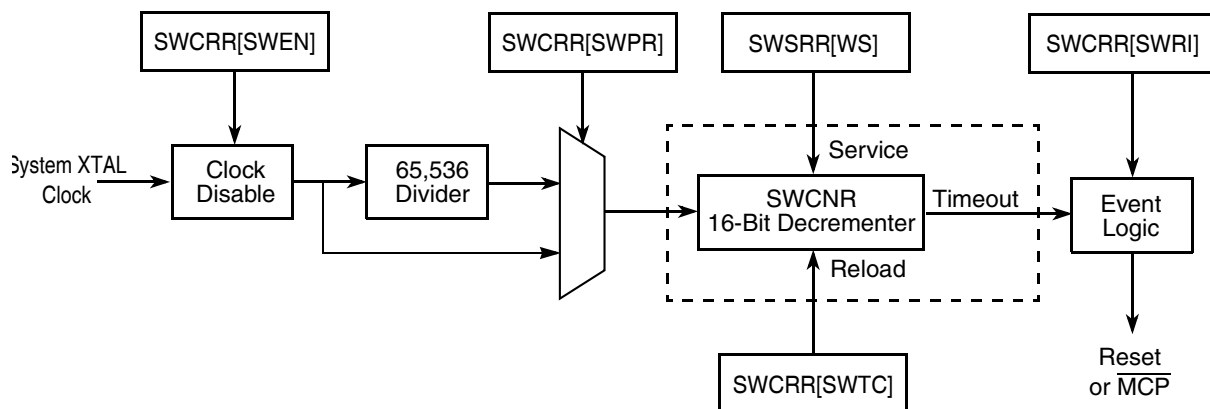 SWCRR[SWEN]
SWCRR[SWPR]
SWSRR[WS]
SWCRR[SWRI]
System XTAL
Clock
Clock
Disable
65,536
Divider
Service
SWCNR
16-Bit Decrementer
Reload
Timeout
Event
Logic
SWCRR[SWTC]
Reset
or MCP